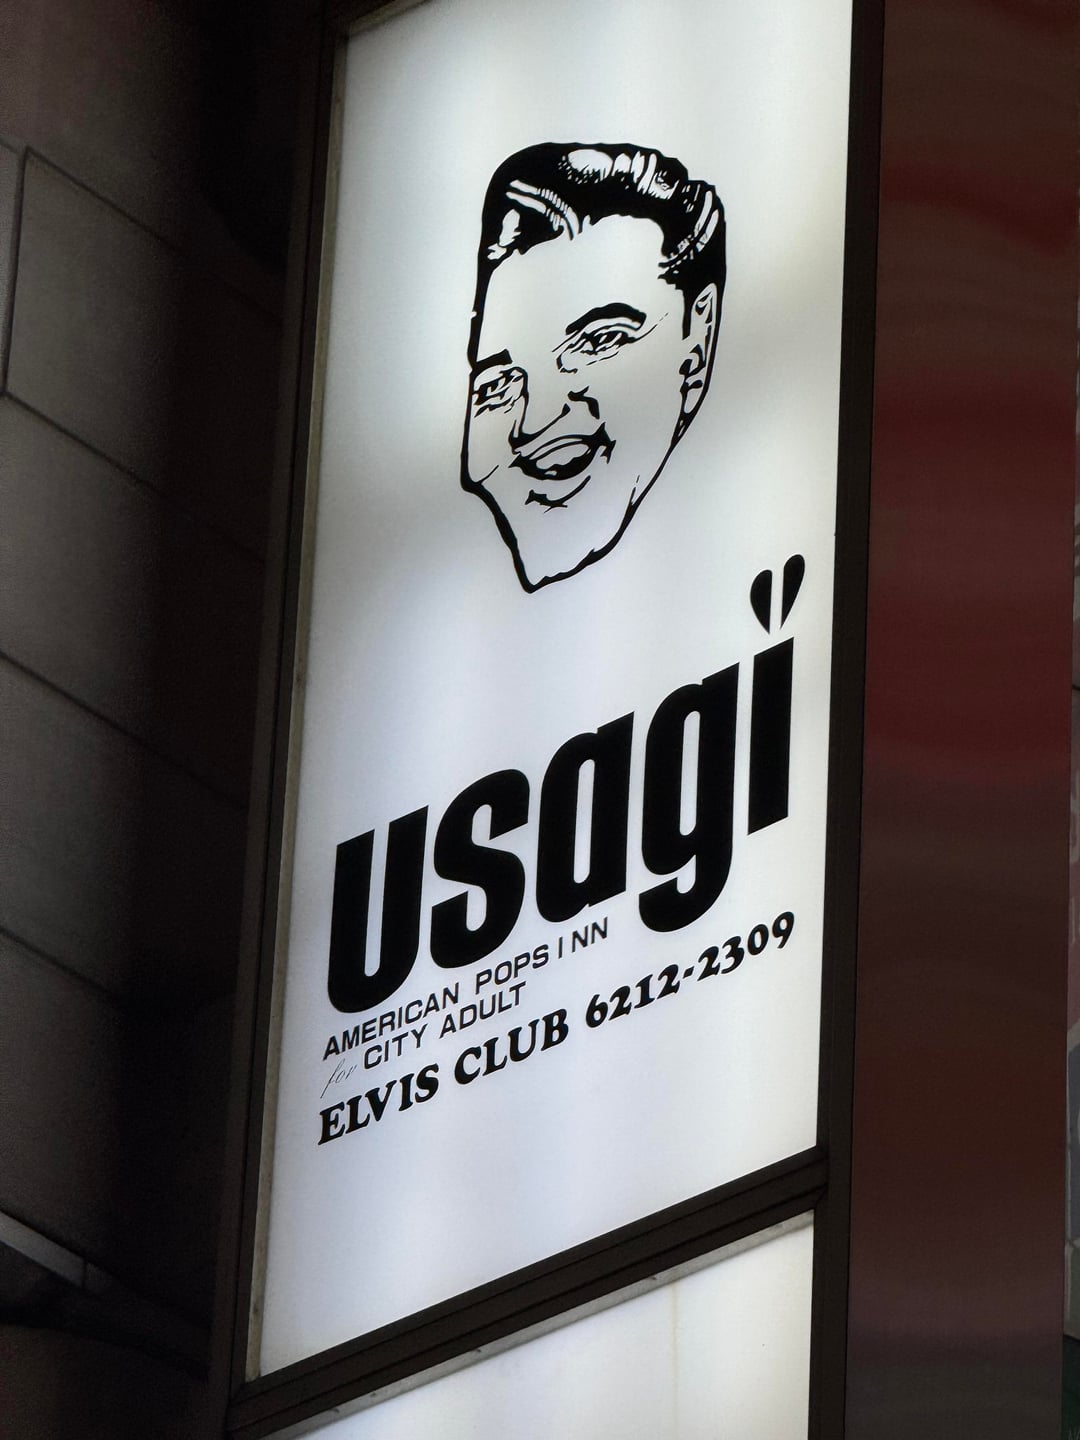 usagi
AMERICAN POPS INN
for CITY ADULT
ELVIS CLUB 6212-2309